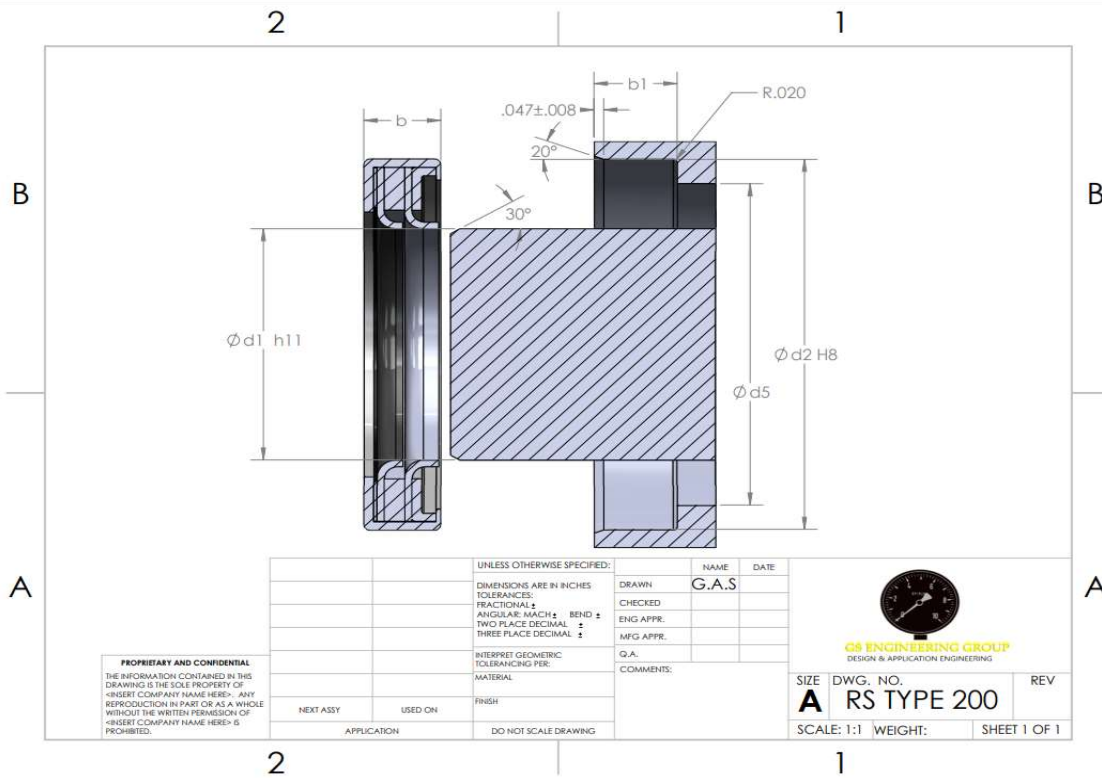 2
1
b1
.047±.008
R.020
b
20°
B
B
30°
Ød1 h11
Ød2 H8
Ød5
A
A
UNLESS OTHERWISE SPECIFIED:
DIMENSIONS ARE IN INCHES
TOLERANCES:
FRACTIONAL ±
ANGULAR: MACH ± BEND ±
TWO PLACE DECIMAL ±
THREE PLACE DECIMAL ±
INTERPRET GEOMETRIC
TOLERANCING PER:
MATERIAL
FINISH
DO NOT SCALE DRAWING
NAME DATE
DRAWN G.A.S
CHECKED
ENG APPR.
MFG APPR.
Q.A.
COMMENTS:
PROPRIETARY AND CONFIDENTIAL
THE INFORMATION CONTAINED IN THIS
DRAWING IS THE SOLE PROPERTY OF
<INSERT COMPANY NAME HERE>. ANY
REPRODUCTION IN PART OR AS A WHOLE
WITHOUT THE WRITTEN PERMISSION OF
<INSERT COMPANY NAME HERE> IS
PROHIBITED.
NEXT ASSY USED ON
APPLICATION
GS ENGINEERING GROUP
DESIGN & APPLICATION ENGINEERING
SIZE DWG. NO. REV
A RS TYPE 200
SCALE: 1:1 WEIGHT: SHEET 1 OF 1
2
1